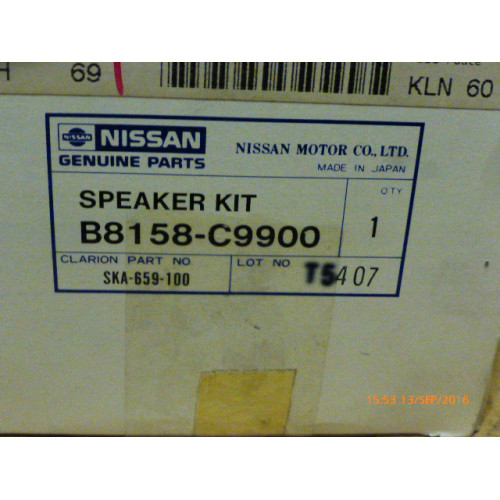 H 69
KLN 60
NISSAN NISSAN
GENUINE PARTS
NISSAN MOTOR CO., LTD.
MADE IN JAPAN
SPEAKER KIT
B8158-C9900
QTY
1
CLARION PART NO.
SKA-659-100
LOT NO
T5407
15:53 13/SEP/2016